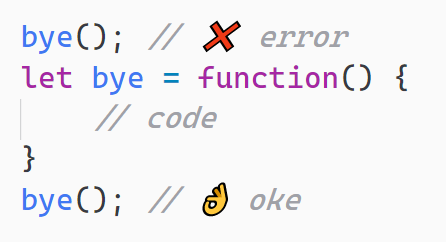 bye(); // ❌ error
let bye = function() {
    // code
}
bye(); // 👌 oke